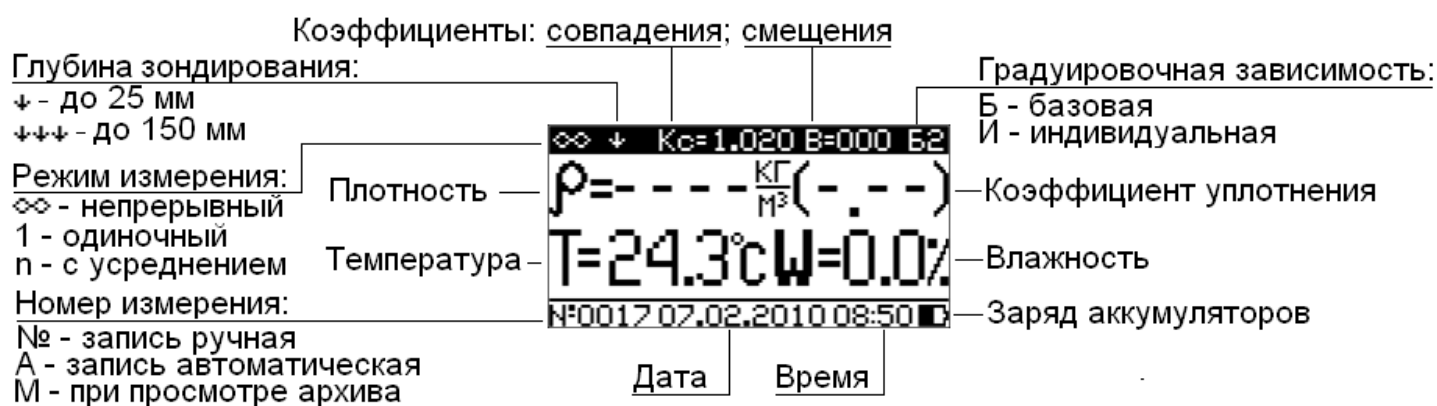 Коэффициенты: совпадения; смещения
Глубина зондирования:
↓ - до 25 мм
↓↓↓ - до 150 мм
Градуировочная зависимость:
Б - базовая
И - индивидуальная
∞ ↓ Кс=1.020 В=000 Б2
Режим измерения:
∞ - непрерывный
1 - одиночный
n - с усреднением
Плотность
ρ=- - - - кг/м³(-.--)
Коэффициент уплотнения
Температура
T=24.3°c W=0.0%
Влажность
Номер измерения:
№ - запись ручная
А - запись автоматическая
М - при просмотре архива
№0017 07.02.2010 08:50
Заряд аккумуляторов
Дата
Время